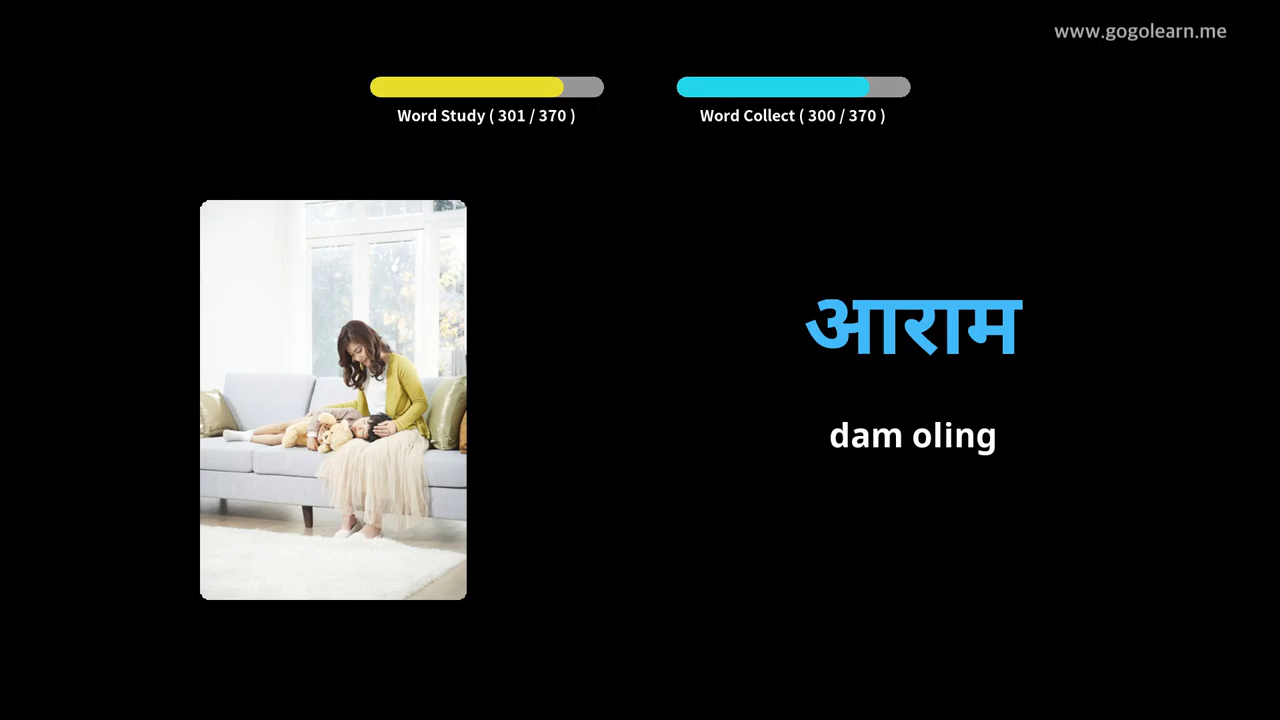 www.gogolearn.me
Word Study ( 301 / 370 )
Word Collect ( 300 / 370 )
आराम
dam oling